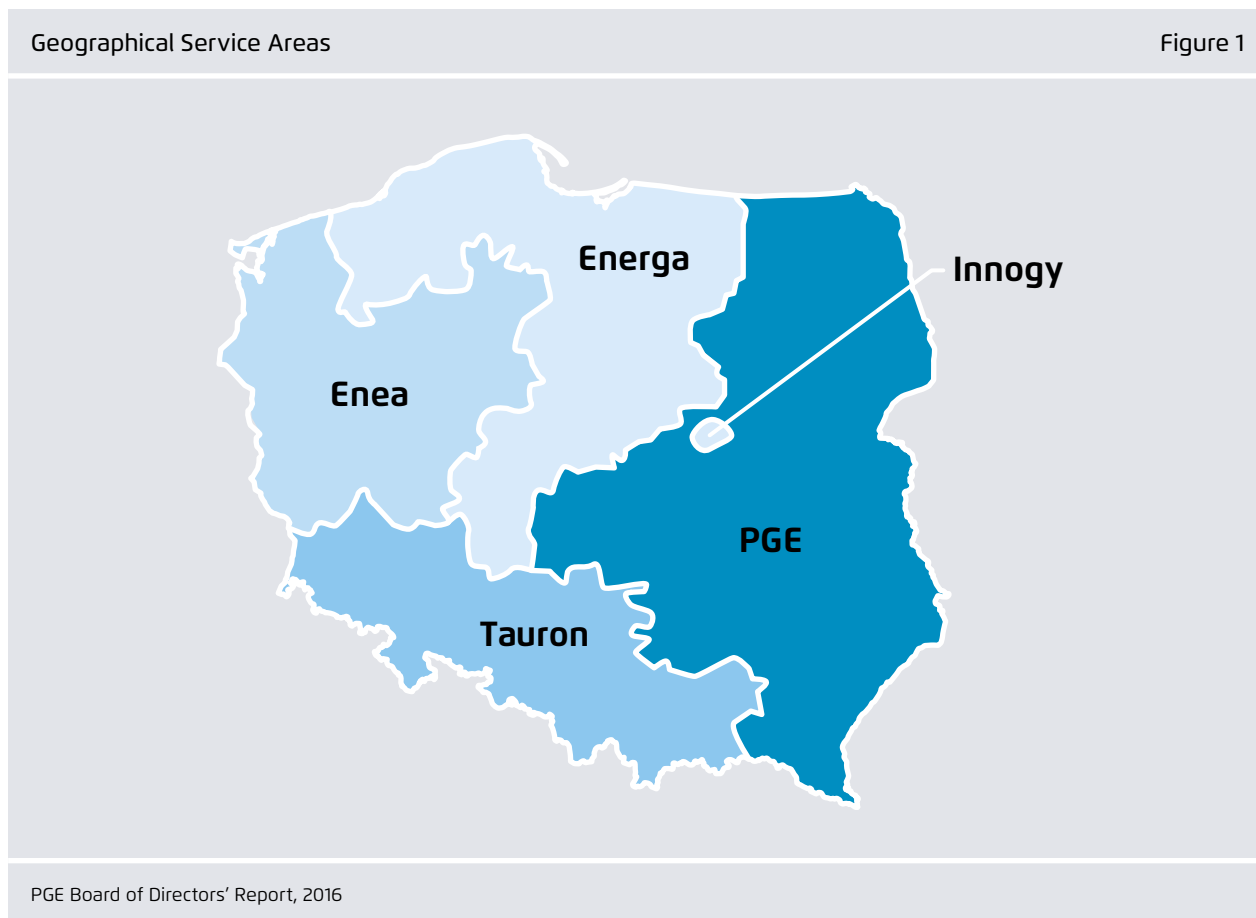 Geographical Service Areas
Figure 1
Energa
Innogy
Enea
PGE
Tauron
PGE Board of Directors’ Report, 2016